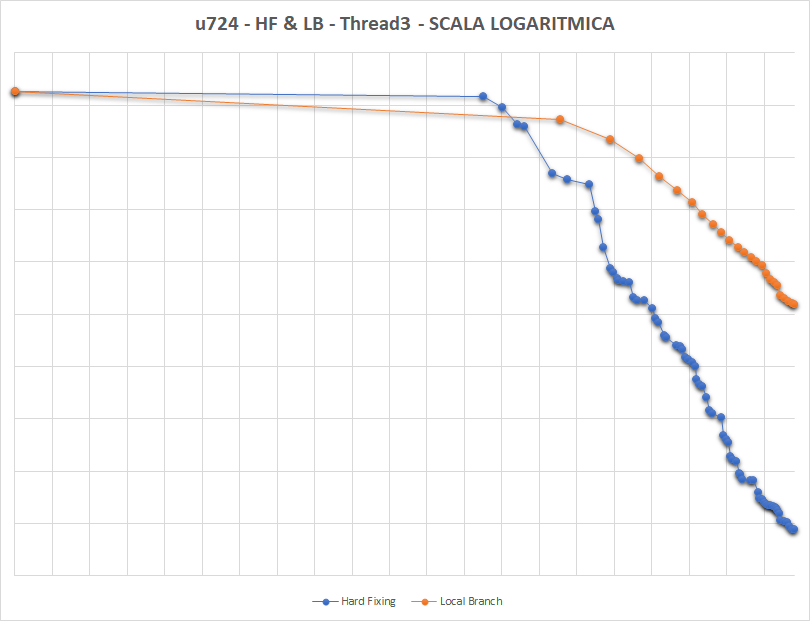 u724 - HF & LB - Thread3 - SCALA LOGARITMICA
Hard Fixing Local Branch